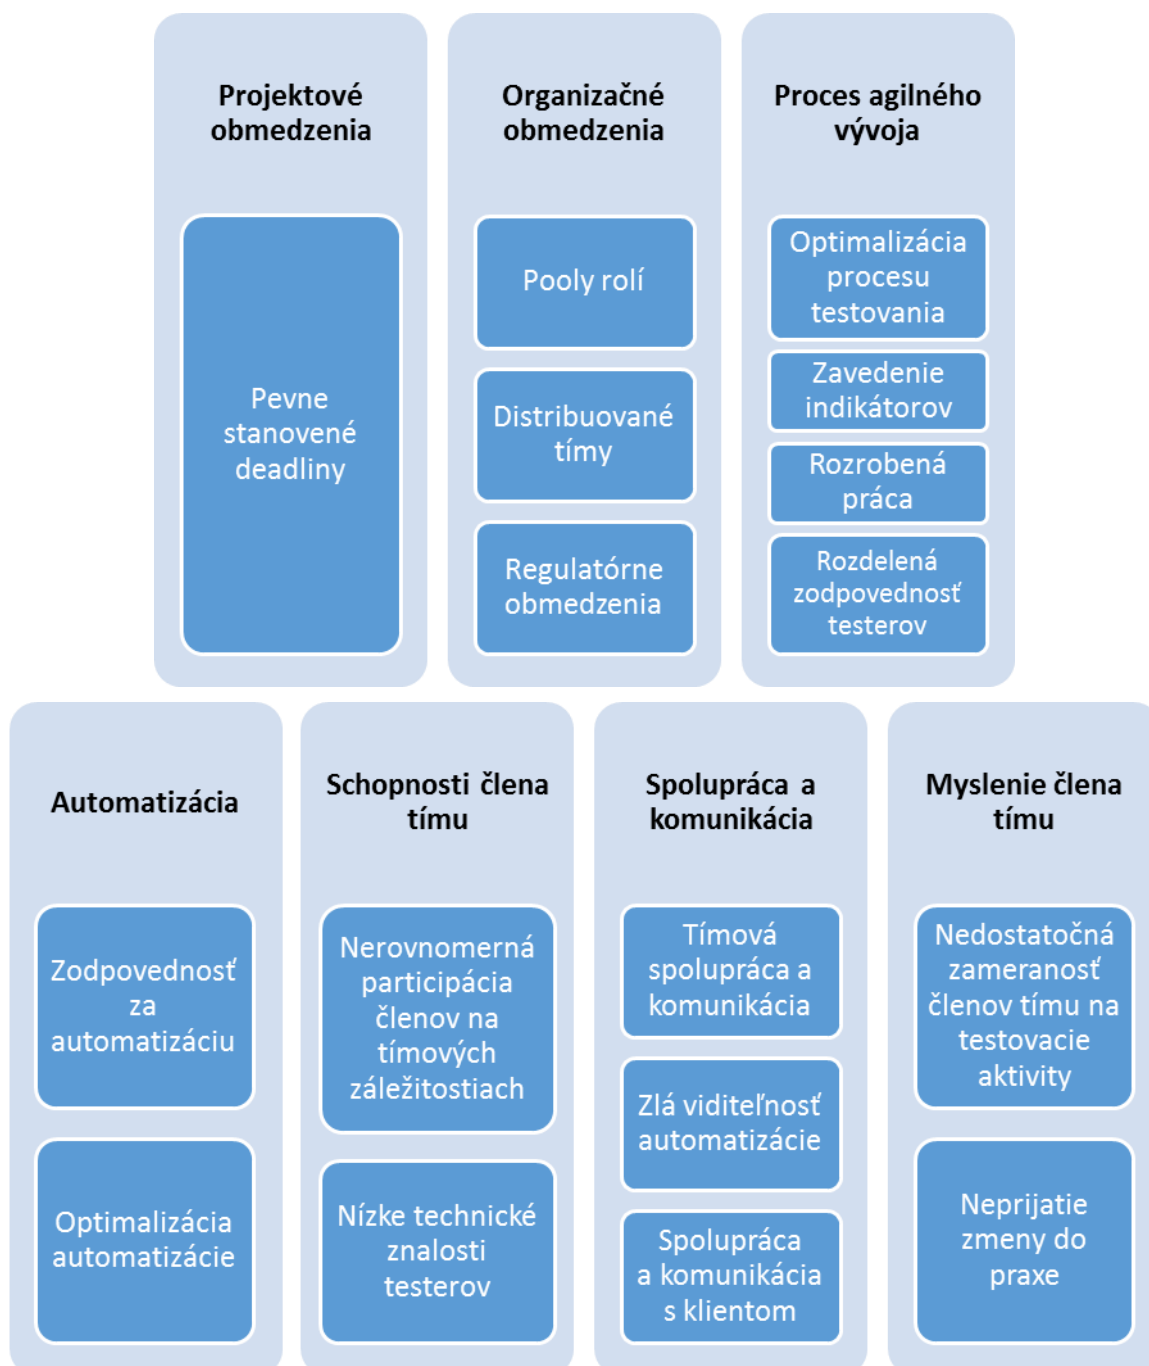 Projektové
obmedzenia
Pevne
stanovené
deadliny
Organizačné
obmedzenia
Pooly rolí
Distribuované
tímy
Regulatórne
obmedzenia
Proces agilného
vývoja
Optimalizácia
procesu
testovania
Zavedenie
indikátorov
Rozrobená
práca
Rozdelená
zodpovednosť
testerov
Automatizácia
Zodpovednosť
za
automatizáciu
Optimalizácia
automatizácie
Schopnosti člena
tímu
Nerovnomerná
participácia
členov na
tímových
záležitostiach
Nízke technické
znalosti
testerov
Spolupráca a
komunikácia
Tímová
spolupráca a
komunikácia
Zlá viditeľnosť
automatizácie
Spolupráca
a komunikácia
s klientom
Myslenie člena
tímu
Nedostatočná
zameranosť
členov tímu na
testovacie
aktivity
Neprijatie
zmeny do
praxe